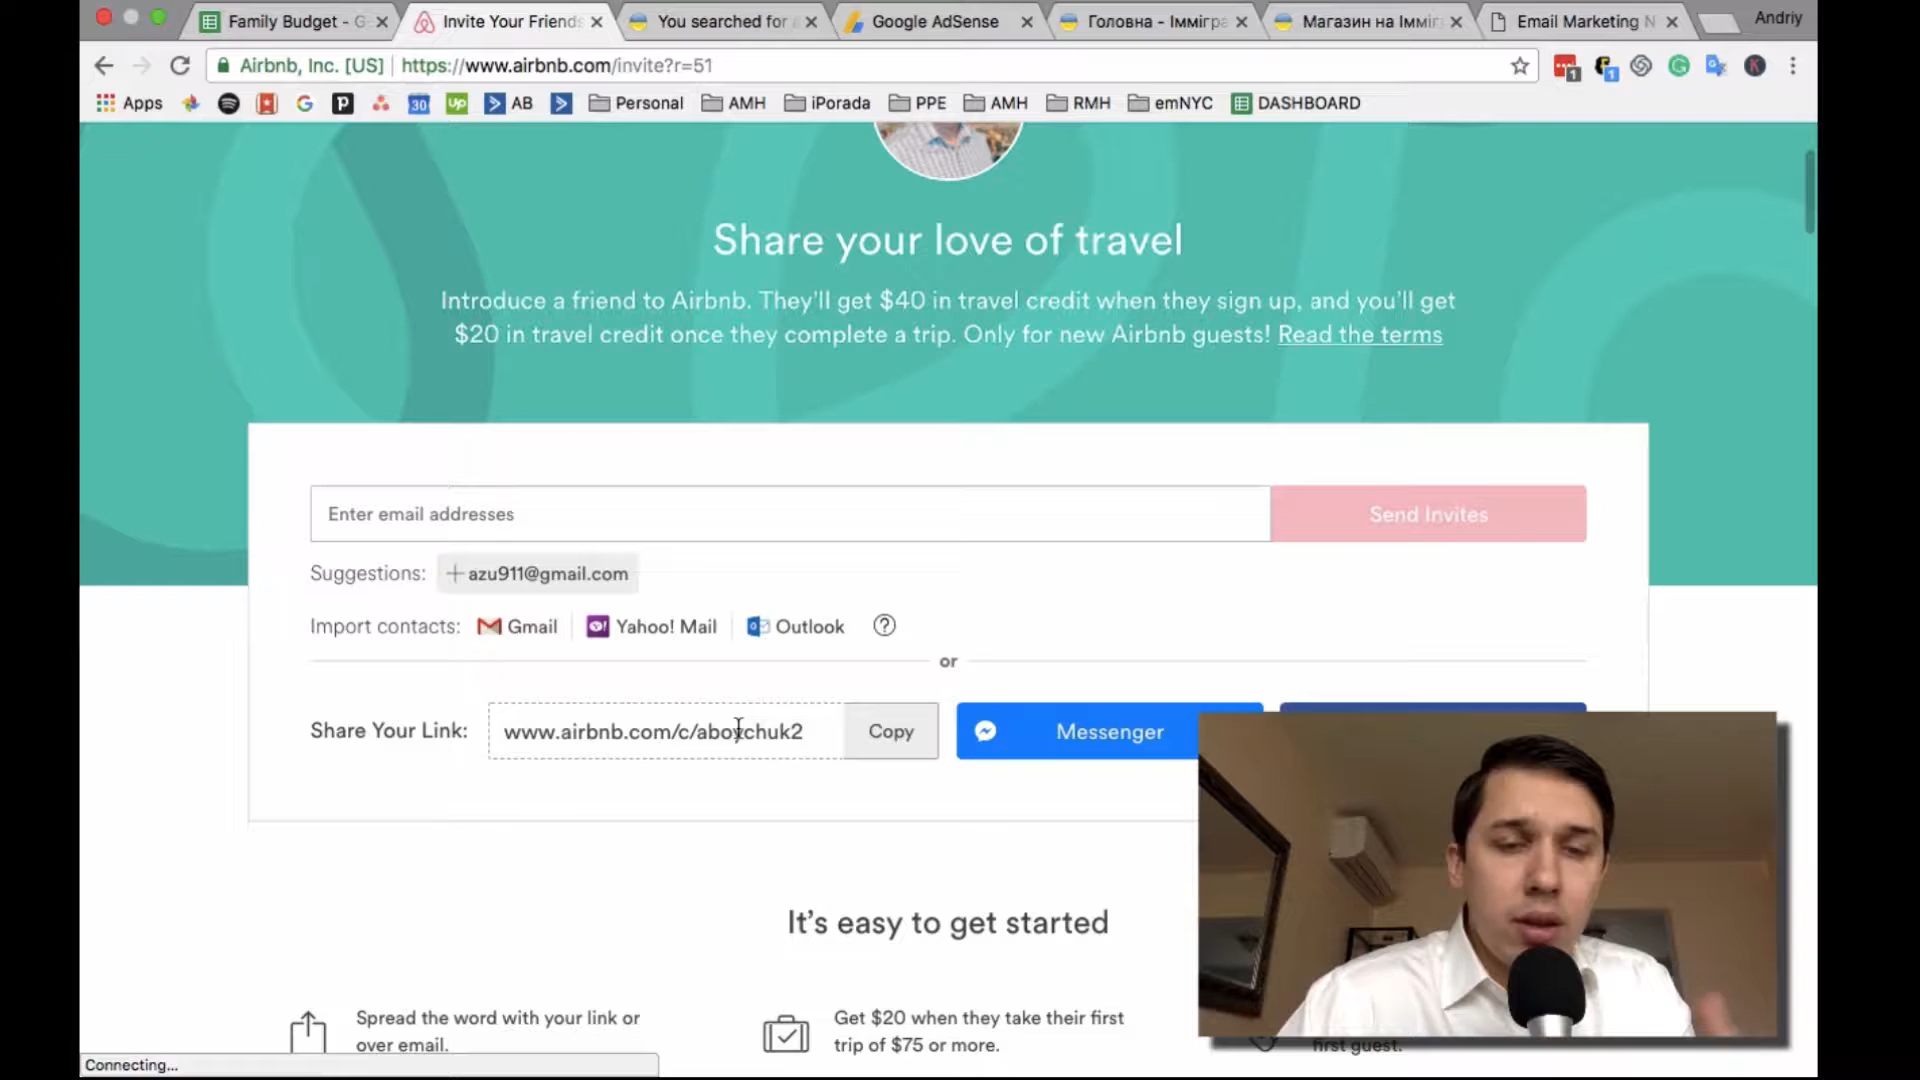 Family Budget - G
Invite Your Friends
You searched for
Google AdSense
Головна - Іммігра
Магазин на Імміг
Email Marketing N
Andriy
Airbnb, Inc. [US]
https://www.airbnb.com/invite?r=51
1
1
K
Apps
G
P
30
Up
AB
Personal
AMH
iPorada
PPE
AMH
RMH
emNYC
DASHBOARD
Share your love of travel
Introduce a friend to Airbnb. They'll get $40 in travel credit when they sign up, and you'll get
$20 in travel credit once they complete a trip. Only for new Airbnb guests! Read the terms
Enter email addresses
Send Invites
Suggestions:
+ azu911@gmail.com
Import contacts:
Gmail
Yahoo! Mail
Outlook
?
or
Share Your Link:
www.airbnb.com/c/aboychuk2
Copy
Messenger
It's easy to get started
Spread the word with your link or
over email.
Get $20 when they take their first
trip of $75 or more.
first guest.
Connecting...